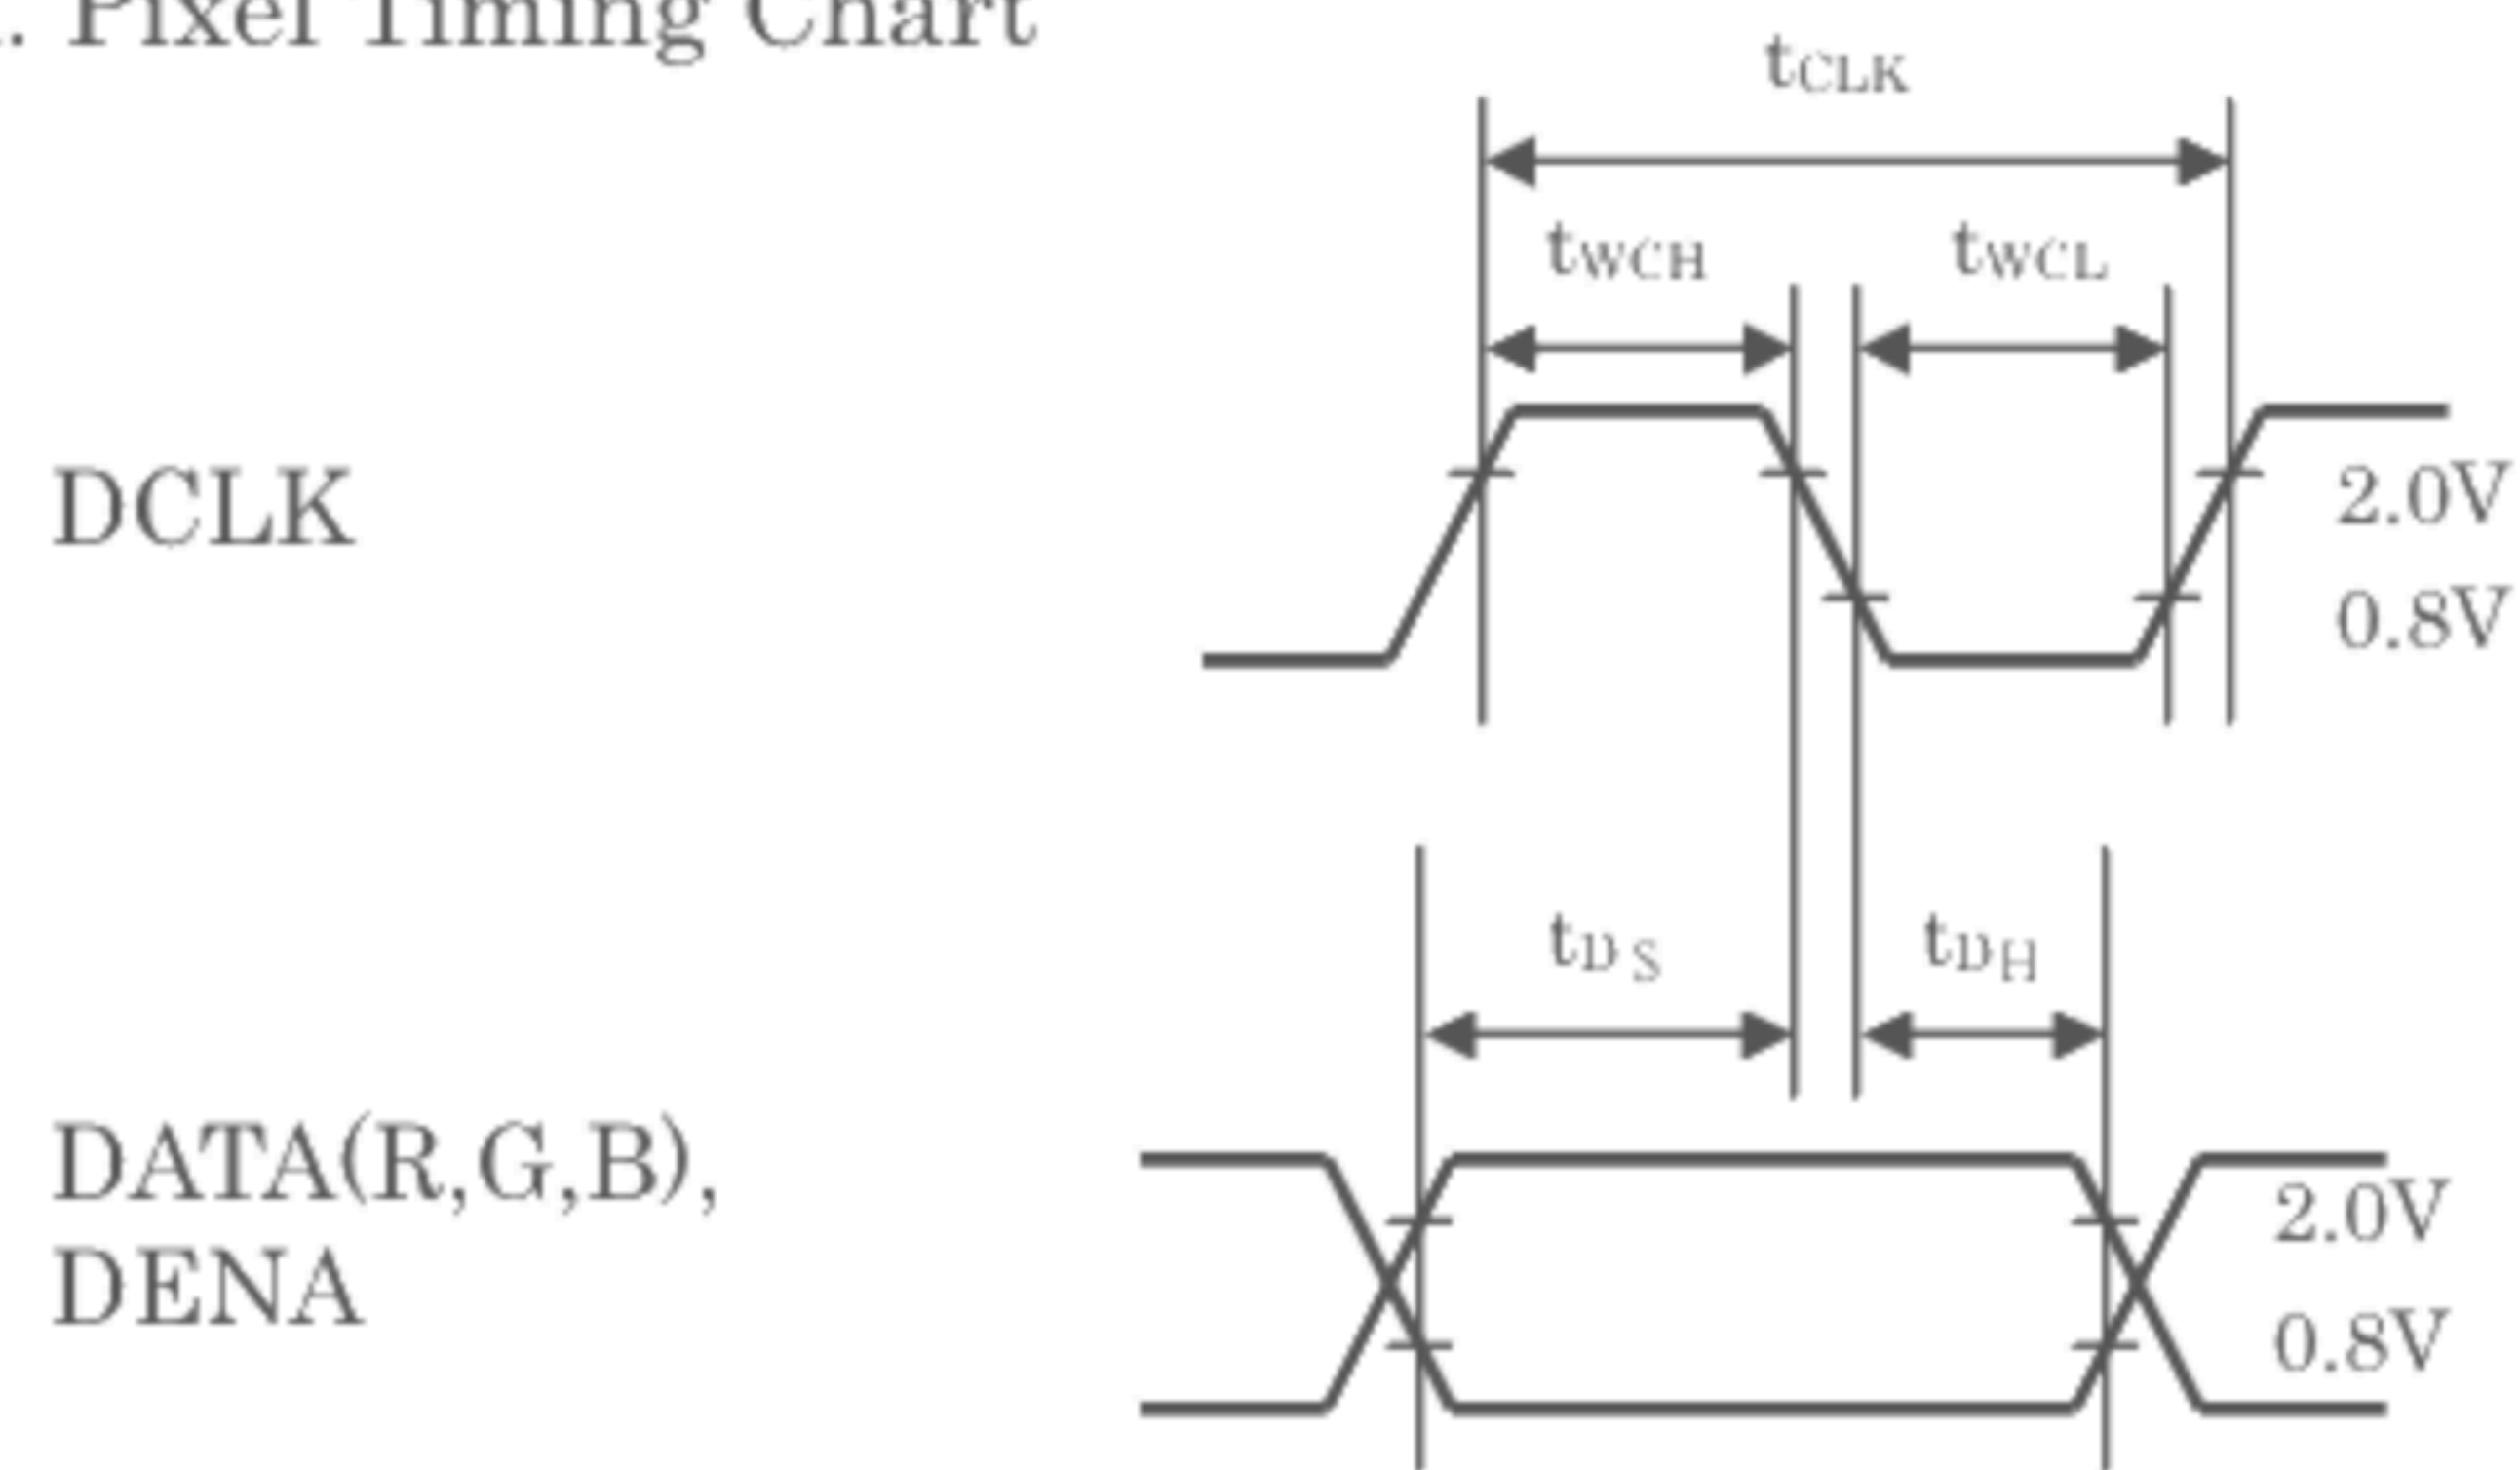 . Pixel Timing Chart
tCLK
tWCH tWCL
DCLK
2.0V
0.8V
tDS tDH
DATA(R,G,B),
DENA
2.0V
0.8V